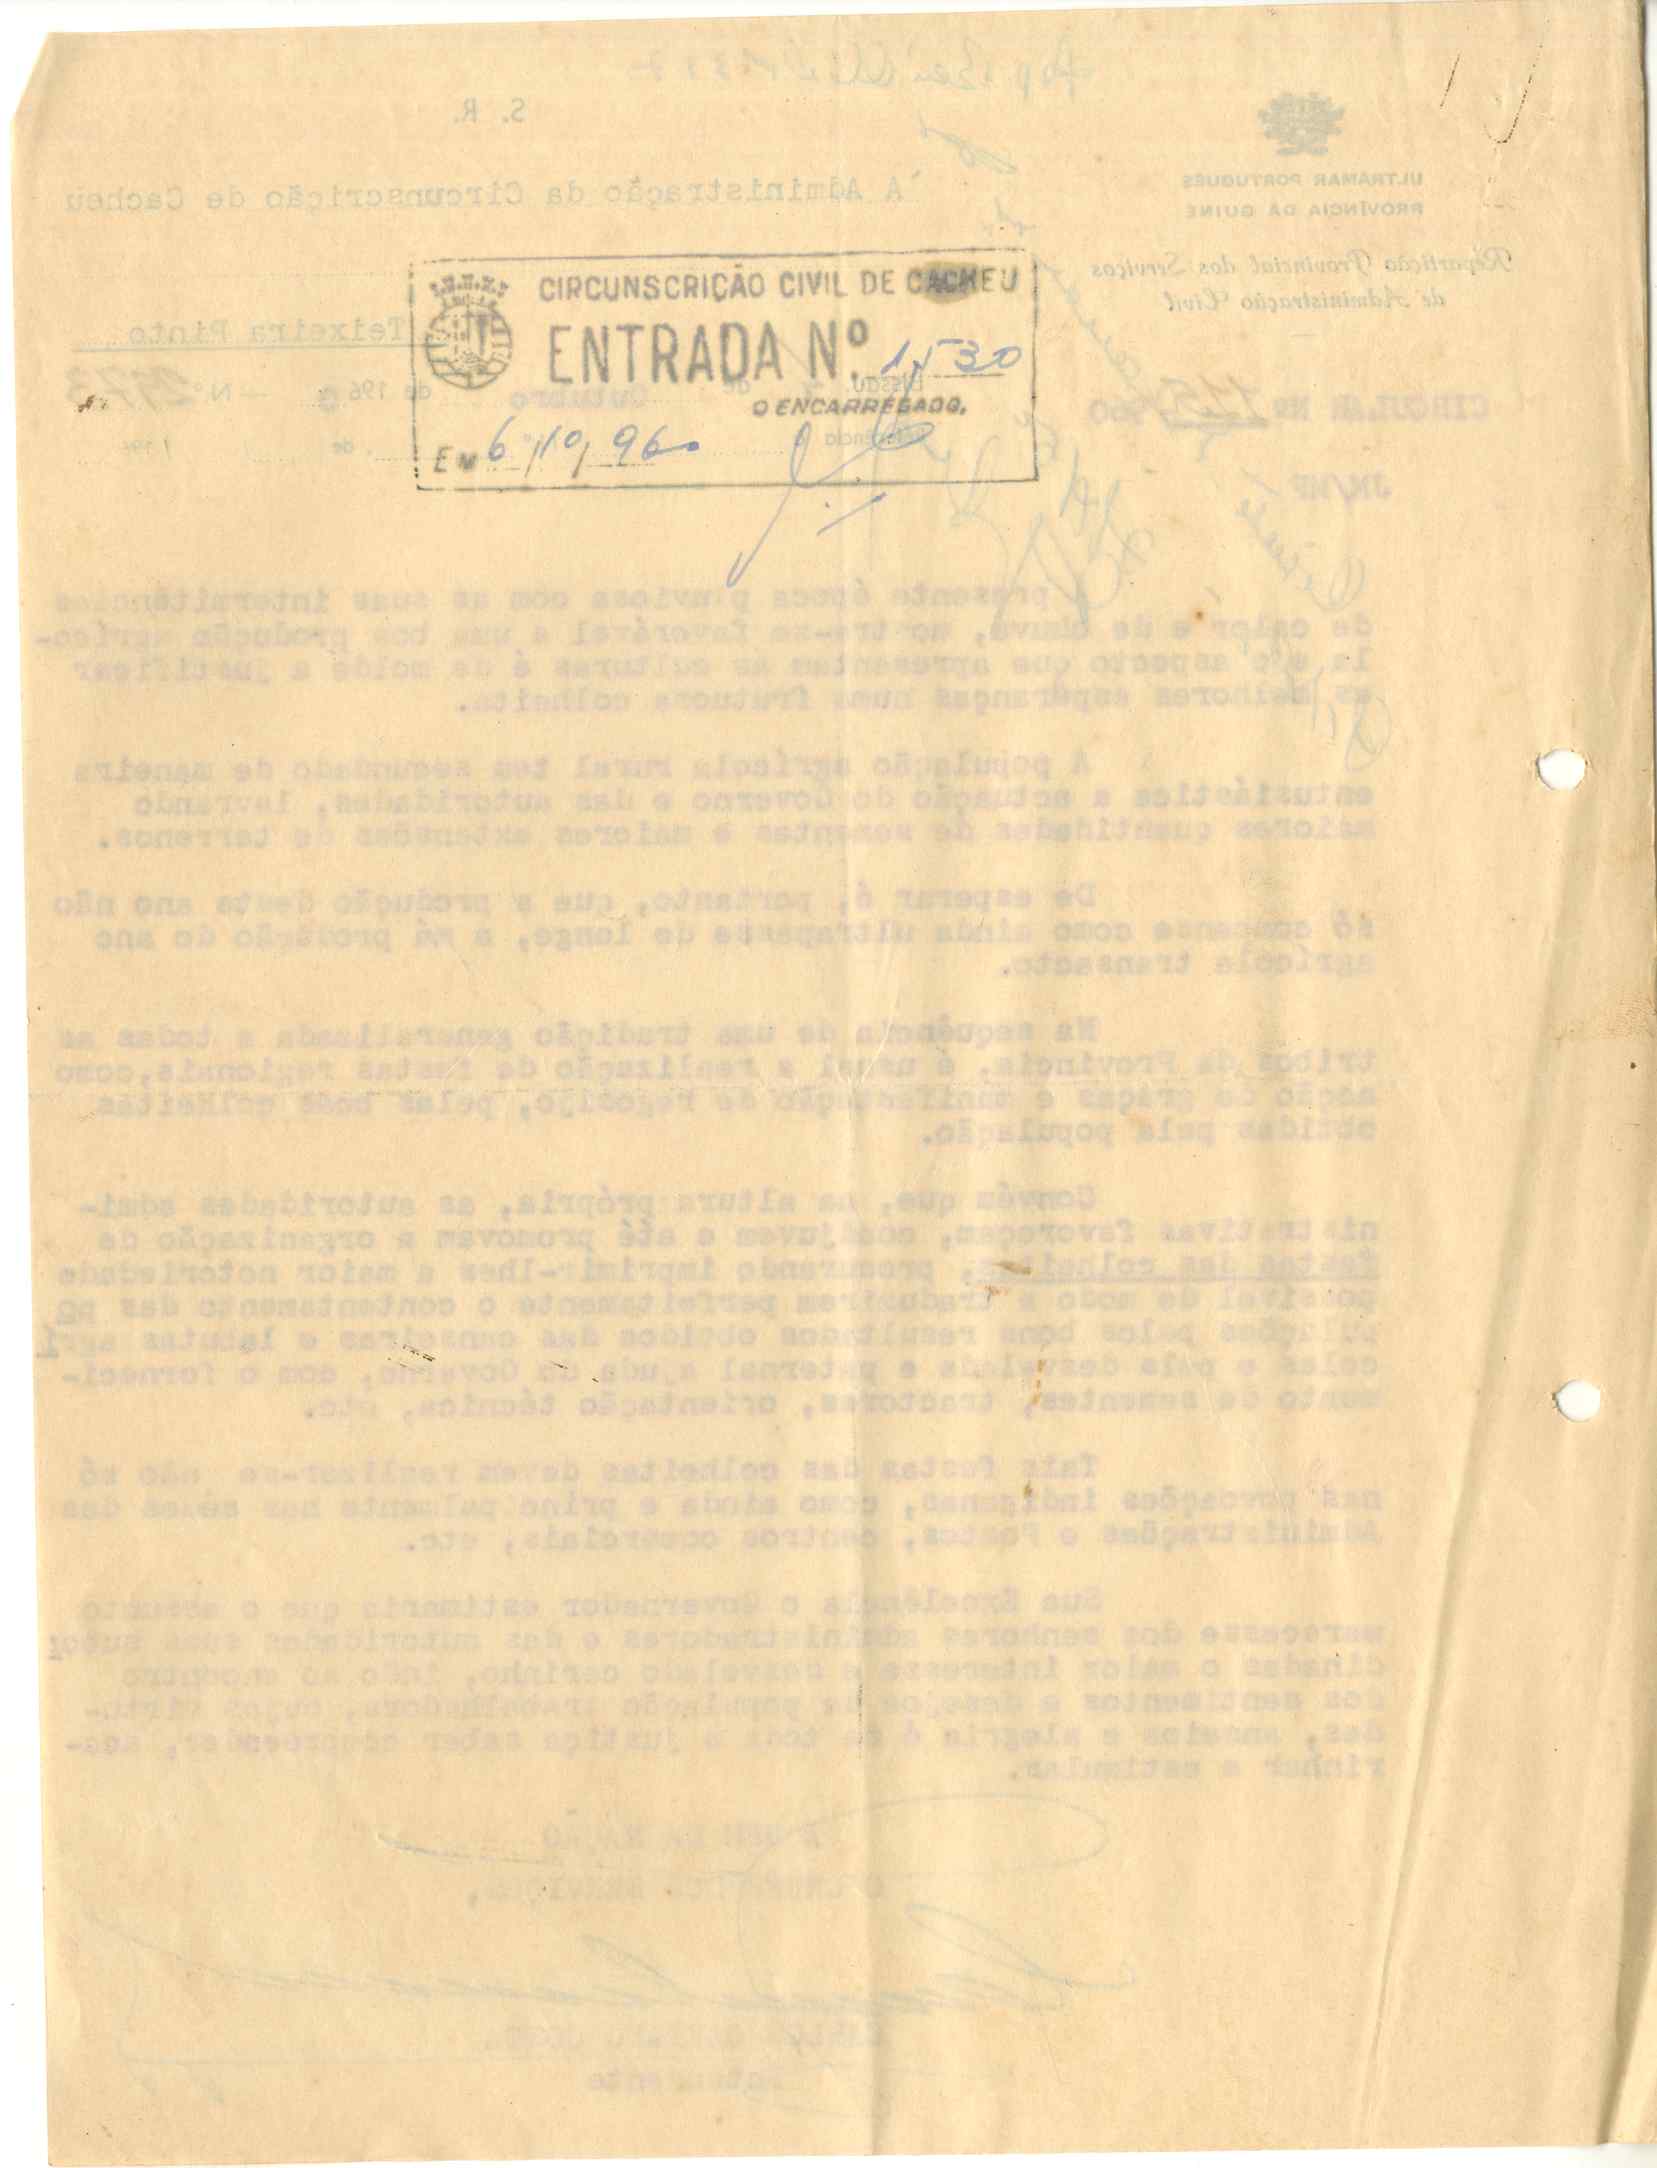 CIRCUNSCRIÇÃO CIVIL DE CACHEU
ENTRADA Nº. 1530
O ENCARREGADO,
EM 6/10/960
S. R.
ULTRAMAR PORTUGUÊS
PROVÍNCIA DA GUINÉ
Repartição Provincial dos Serviços
de Administração Civil
À Administração da Circunscrição de Cacheu
Teixeira Pinto
CIRCULAR Nº
JM/MF
presente época pluviosa com as suas intermitências
de calor e de chuva, mostra-se favorável a uma boa produção agríco-
la e o aspecto que apresentam as culturas é de molde a justificar
as melhores esperanças numa frutuosa colheita.
A população agrícola rural tem secundado de maneira
entusiástica a actuação do Governo e das autoridades, lavrando
maiores quantidades de sementes e maiores extensões de terrenos.
De esperar é, portanto, que a produção deste ano não
só compense como ainda ultrapasse de longe, a má produção do ano
agrícola transacto.
Na sequência de uma tradição generalizada a todas as
tribos da Província, é usual a realização de festas regionais, como
acção de graças e manifestação de regosijo, pelas boas colheitas
obtidas pela população.
Convém que, na altura própria, as autoridades admi-
nistrativas favoreçam, coadjuvem e até promovam a organização de
festas das colheitas, procurando imprimir-lhes a maior notoriedade
possível de modo a traduzirem perfeitamente o contentamento das po
pulações pelos bons resultados obtidos das canseiras e labutas agrí
colas e pela desvelada e paternal ajuda do Governo, com o forneci-
mento de sementes, tractores, orientação técnica, etc.
Tais festas das colheitas devem realizar-se não só
nas povoações indígenas, como ainda e principalmente nas sedes das
Administrações e Postos, centros comerciais, etc.
Sua Excelência o Governador estimaria que o assunto
merecesse dos senhores administradores e das autoridades suas subor
dinadas o maior interesse e desvelado carinho, indo ao encontro
dos sentimentos e desejos da população trabalhadora, cujas virtu-
des, anseios e alegria é de toda a justiça saber compreender, aca-
rinhar e estimular.
A BEM DA NAÇÃO